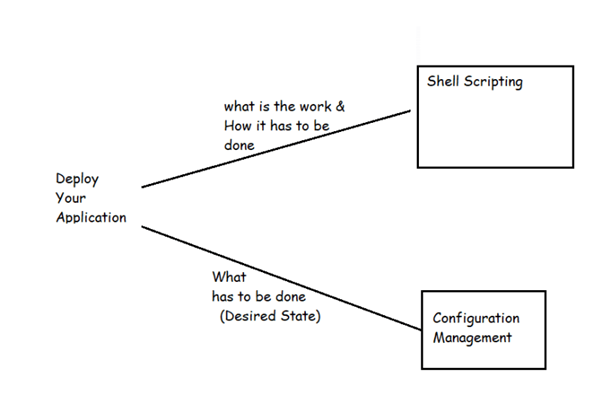 Shell Scripting
what is the work &
How it has to be
done
Deploy
Your
Application
What
has to be done
(Desired State)
Configuration
Management